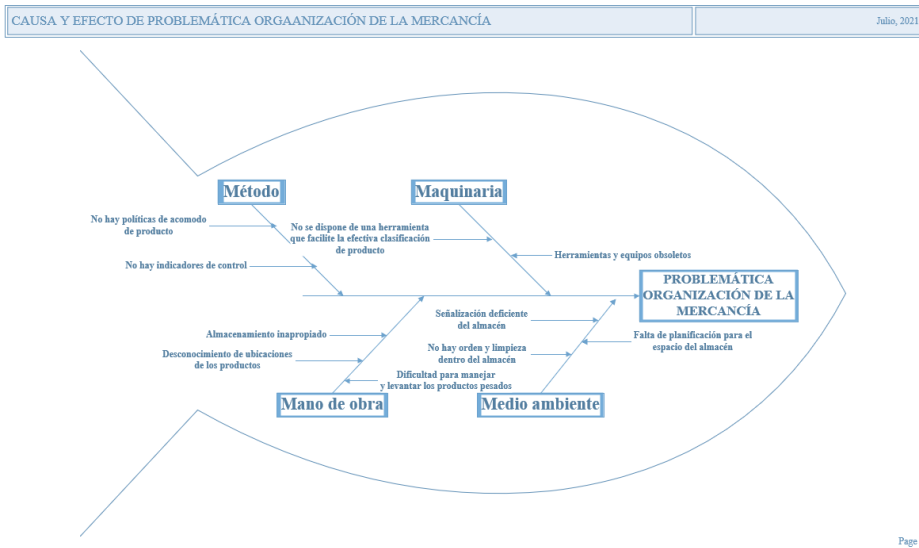 CAUSA Y EFECTO DE PROBLEMÁTICA ORGAANIZACIÓN DE LA MERCANCÍA
Julio, 2021
Método
Maquinaria
No hay políticas de acomodo
de producto
No se dispone de una herramienta
que facilite la efectiva clasificación
de producto
Herramientas y equipos obsoletos
No hay indicadores de control
PROBLEMÁTICA
ORGANIZACIÓN DE LA
MERCANCÍA
Señalización deficiente
del almacén
Almacenamiento inapropiado
Falta de planificación para el
espacio del almacén
No hay orden y limpieza
dentro del almacén
Desconocimiento de ubicaciones
de los productos
Dificultad para manejar
y levantar los productos pesados
Mano de obra
Medio ambiente
Page